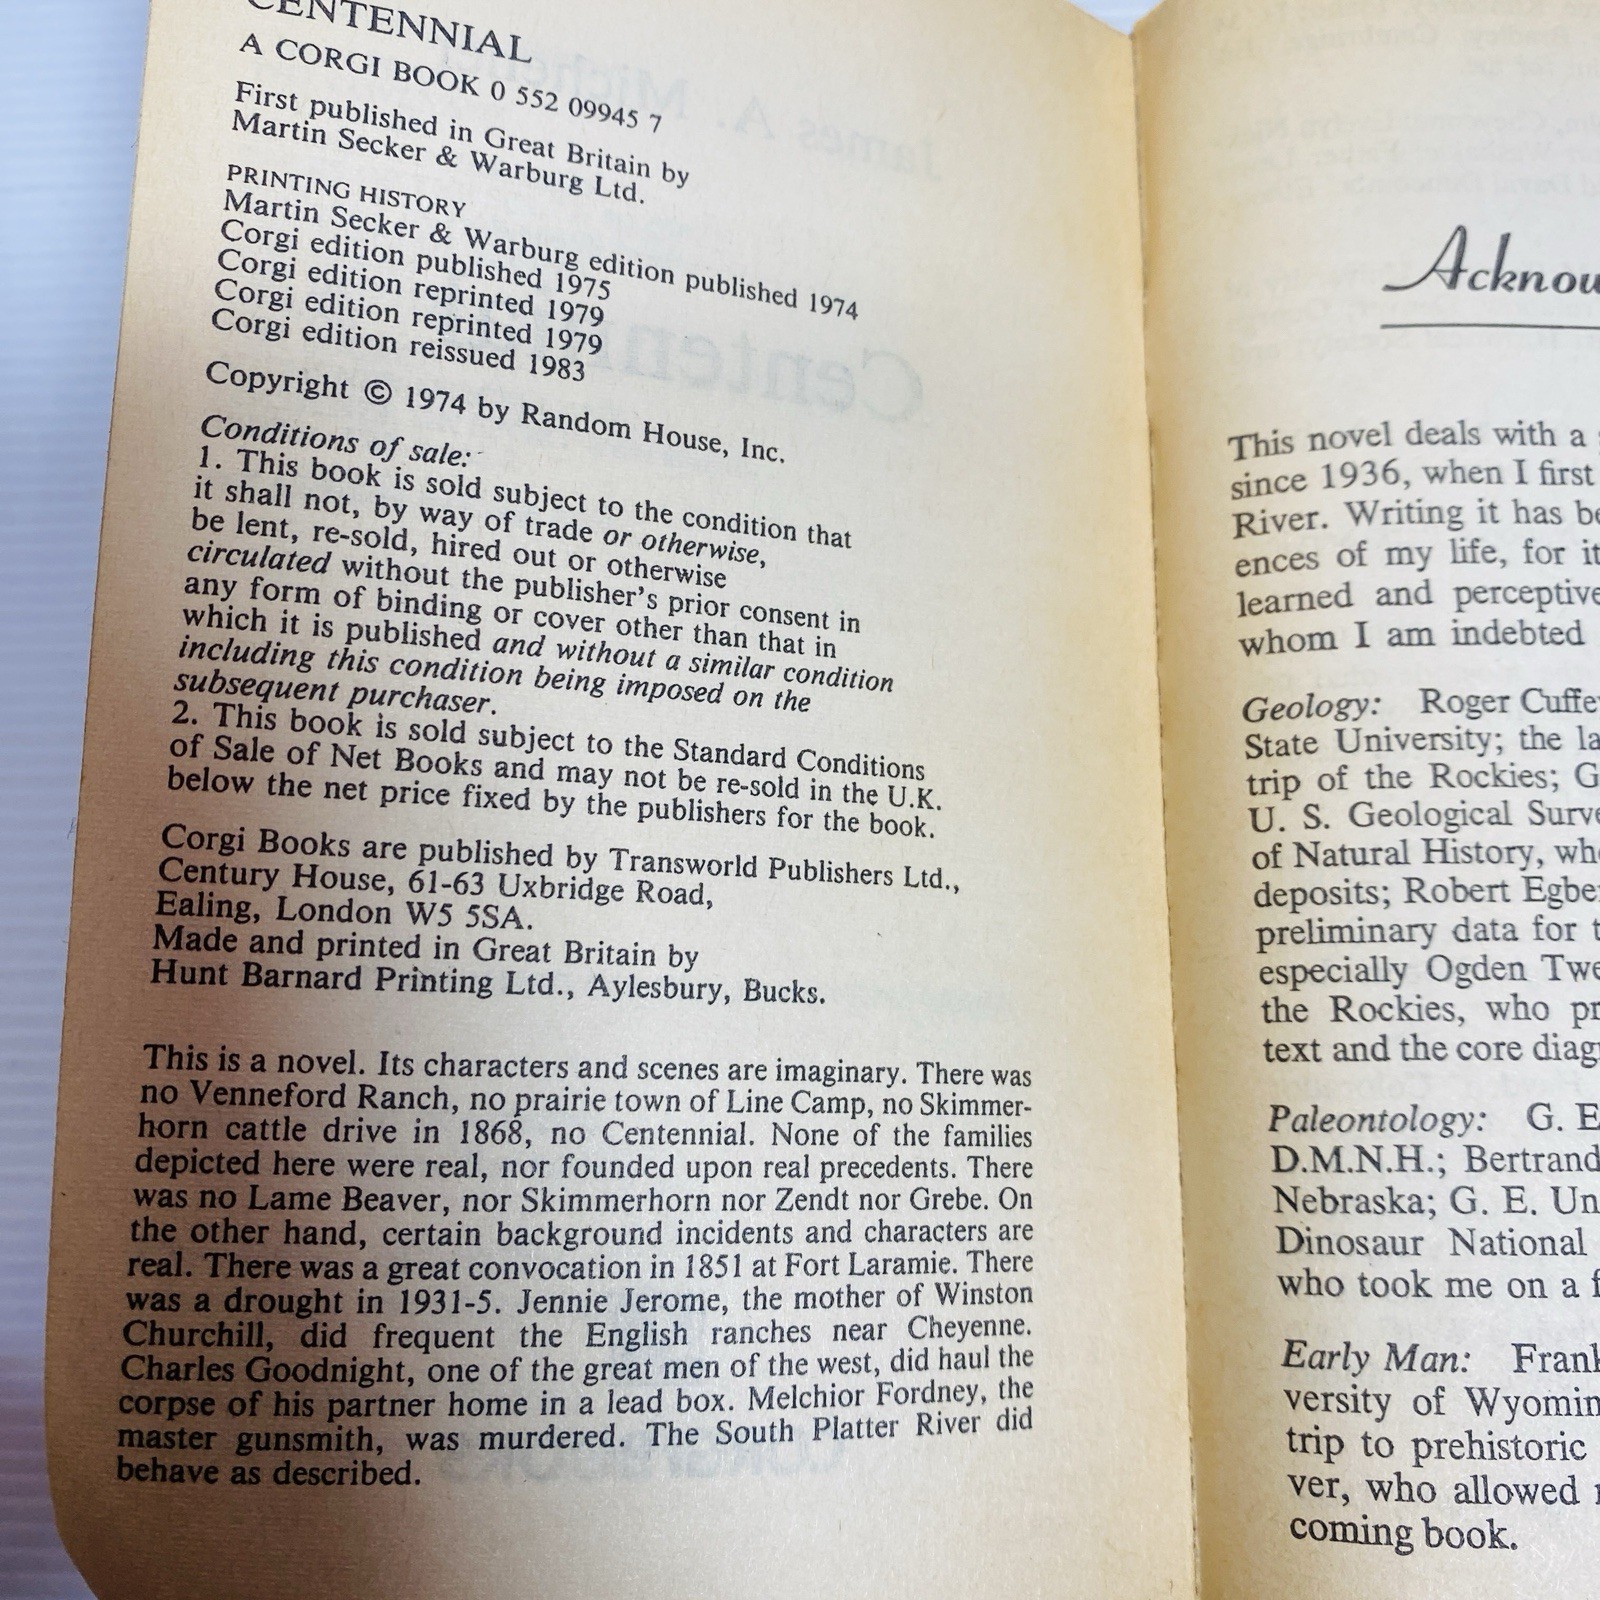 CENTENNIAL
A CORGI BOOK 0 552 09945 7
First published in Great Britain by
Martin Secker & Warburg Ltd.
PRINTING HISTORY
Martin Secker & Warburg edition published 1974
Corgi edition published 1975
Corgi edition reprinted 1979
Corgi edition reprinted 1979
Corgi edition reissued 1983
Copyright © 1974 by Random House, Inc.
Conditions of sale:
1. This book is sold subject to the condition that
it shall not, by way of trade or otherwise,
be lent, re-sold, hired out or otherwise
circulated without the publisher's prior consent in
any form of binding or cover other than that in
which it is published and without a similar condition
including this condition being imposed on the
subsequent purchaser.
2. This book is sold subject to the Standard Conditions
of Sale of Net Books and may not be re-sold in the U.K.
below the net price fixed by the publishers for the book.
Corgi Books are published by Transworld Publishers Ltd.,
Century House, 61-63 Uxbridge Road,
Ealing, London W5 5SA.
Made and printed in Great Britain by
Hunt Barnard Printing Ltd., Aylesbury, Bucks.
This is a novel. Its characters and scenes are imaginary. There was
no Venneford Ranch, no prairie town of Line Camp, no Skimmer-
horn cattle drive in 1868, no Centennial. None of the families
depicted here were real, nor founded upon real precedents. There
was no Lame Beaver, nor Skimmerhorn nor Zendt nor Grebe. On
the other hand, certain background incidents and characters are
real. There was a great convocation in 1851 at Fort Laramie. There
was a drought in 1931-5. Jennie Jerome, the mother of Winston
Churchill, did frequent the English ranches near Cheyenne.
Charles Goodnight, one of the great men of the west, did haul the
corpse of his partner home in a lead box. Melchior Fordney, the
master gunsmith, was murdered. The South Platter River did
behave as described.
Acknow
This novel deals with a
since 1936, when I first
River. Writing it has be
ences of my life, for it
learned and perceptive
whom I am indebted
Geology: Roger Cuffey
State University; the la
trip of the Rockies; G
U. S. Geological Surve
of Natural History, who
deposits; Robert Egber
preliminary data for t
especially Ogden Twe
the Rockies, who pr
text and the core diag
Paleontology: G. E
D.M.N.H.; Bertrand
Nebraska; G. E. Un
Dinosaur National
who took me on a f
Early Man: Frank
versity of Wyomin
trip to prehistoric
ver, who allowed
coming book.